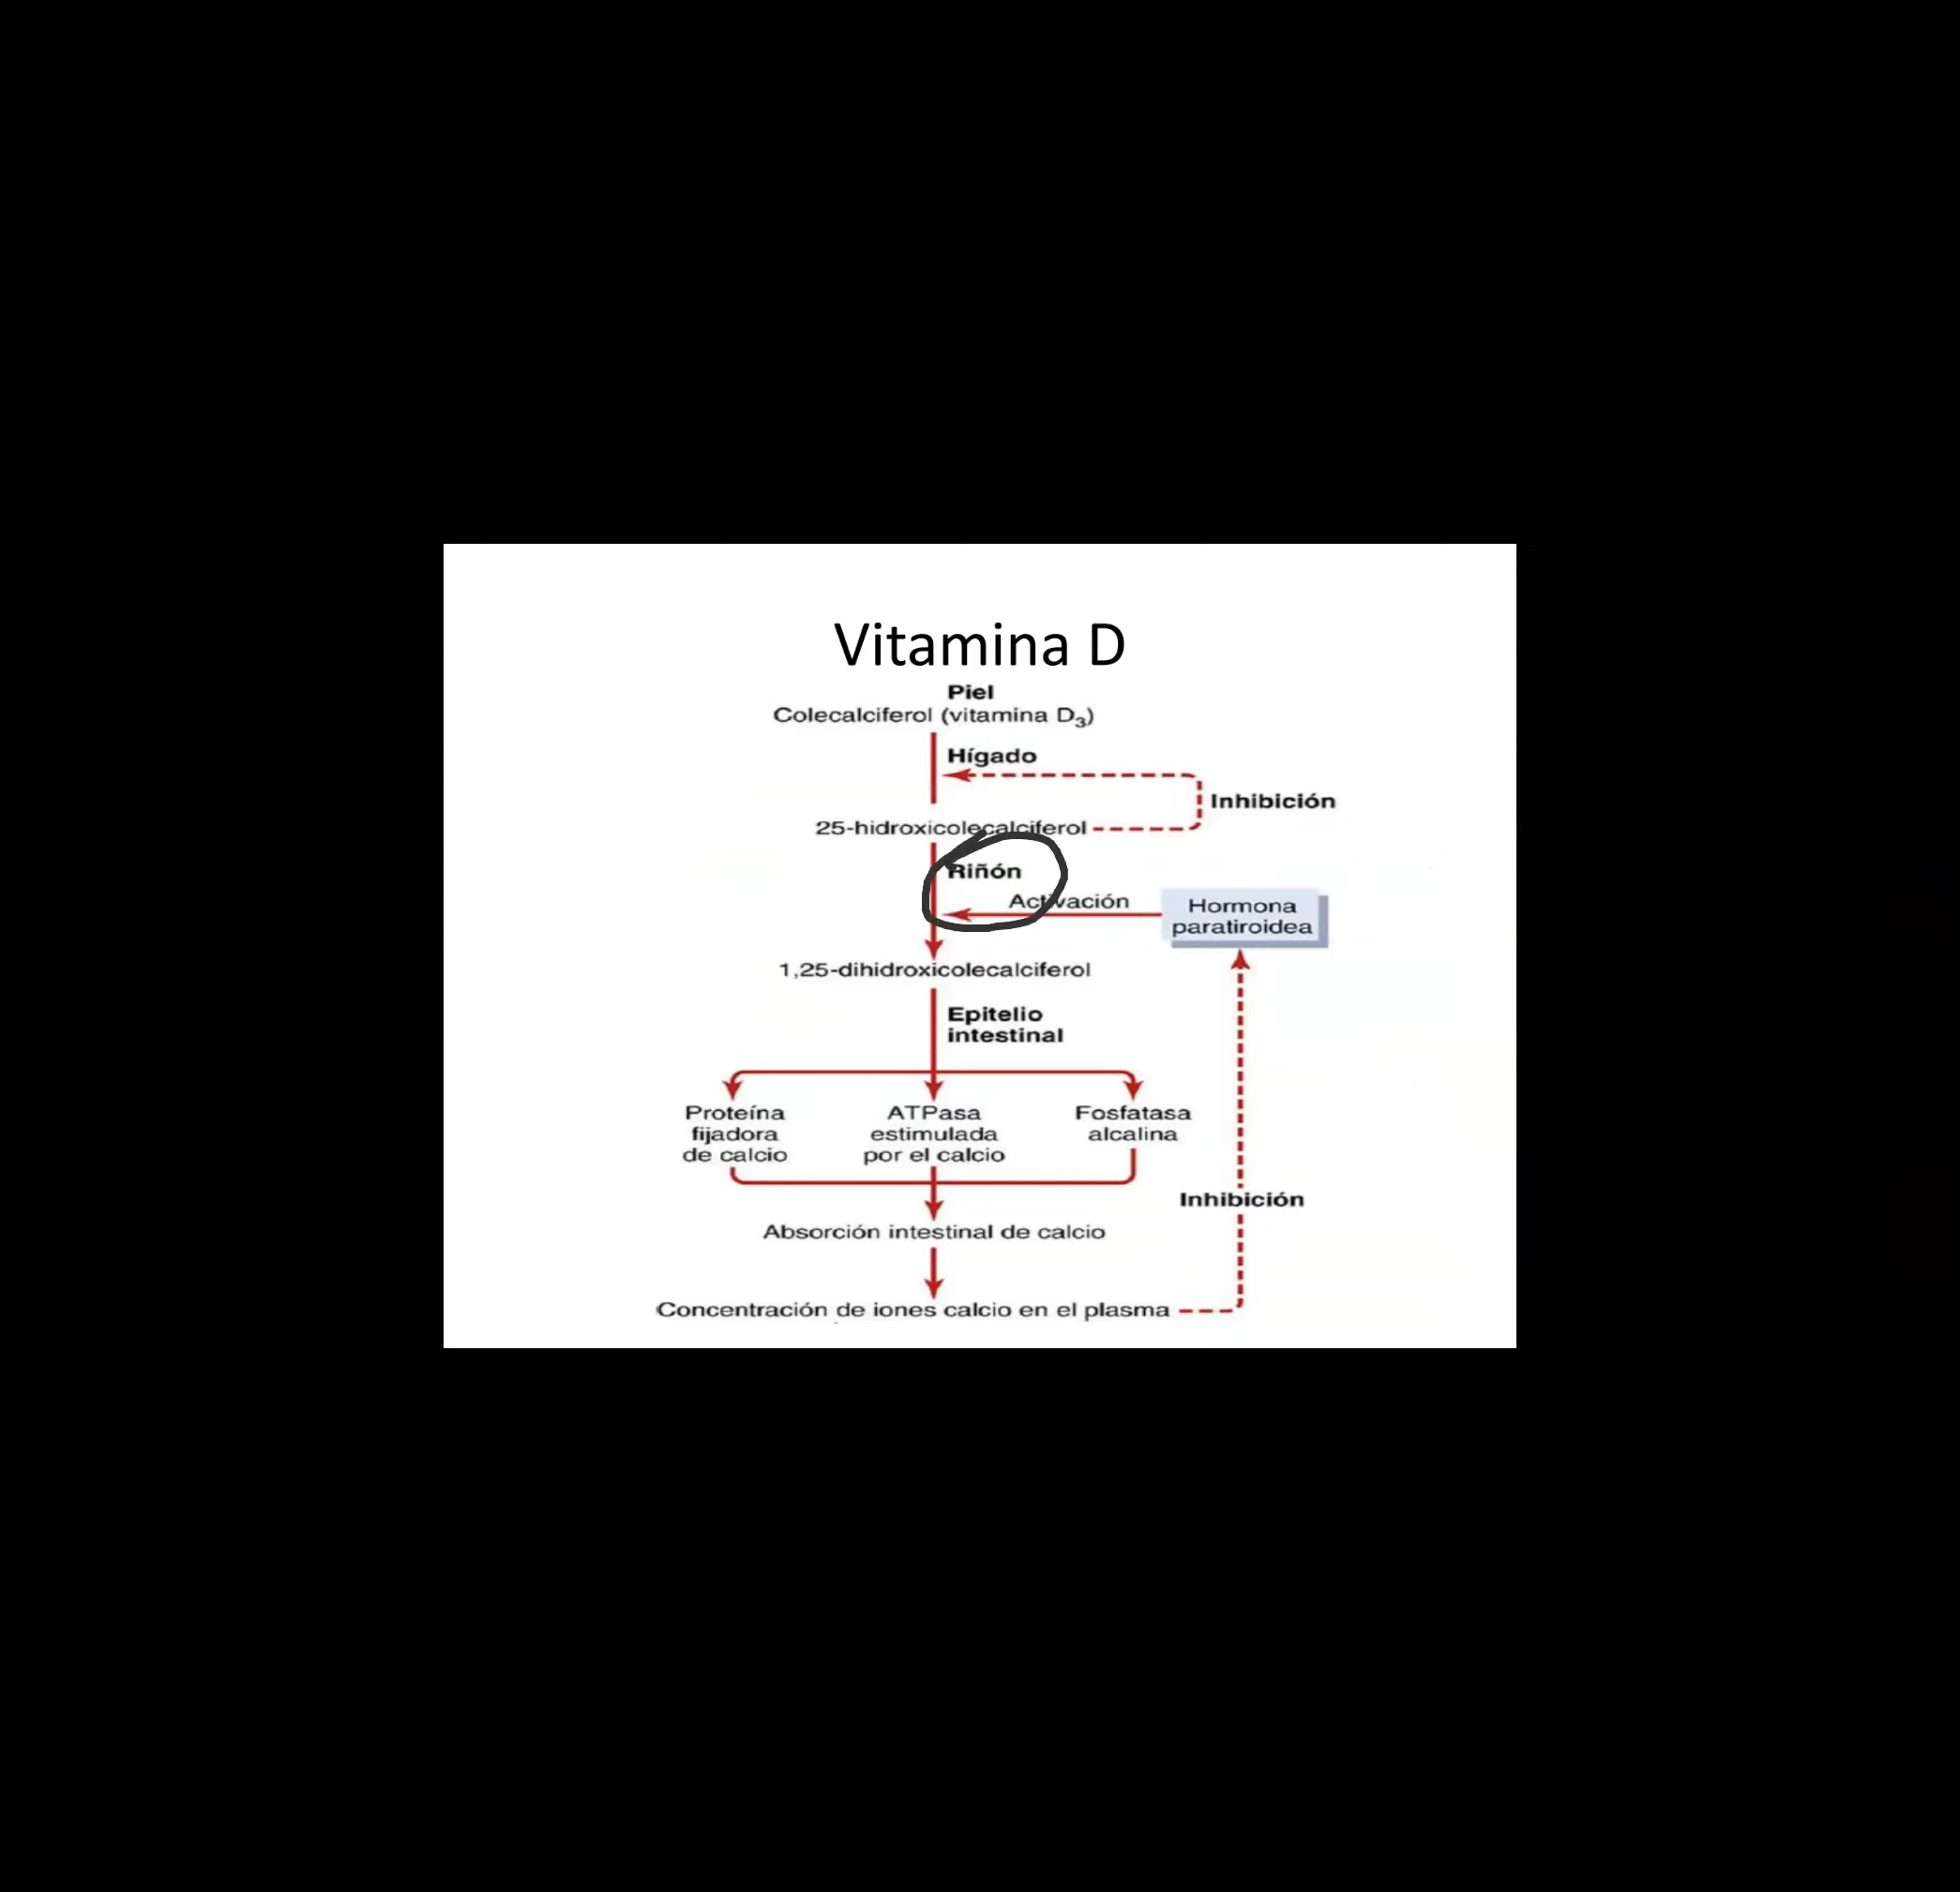 Vitamina D
Piel
Colecalciferol (vitamina D₃)
Hígado
Inhibición
25-hidroxicolecalciferol
Riñón
Activación
Hormona
paratiroidea
1,25-dihidroxicolecalciferol
Epitelio
intestinal
Proteína
fijadora
de calcio
ATPasa
estimulada
por el calcio
Fosfatasa
alcalina
Inhibición
Absorción intestinal de calcio
Concentración de iones calcio en el plasma